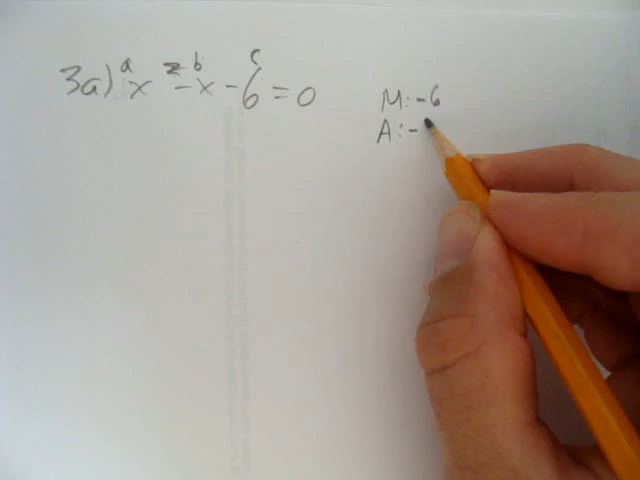 3a) x² - x - 6 = 0
a b c
M: -6
A: -